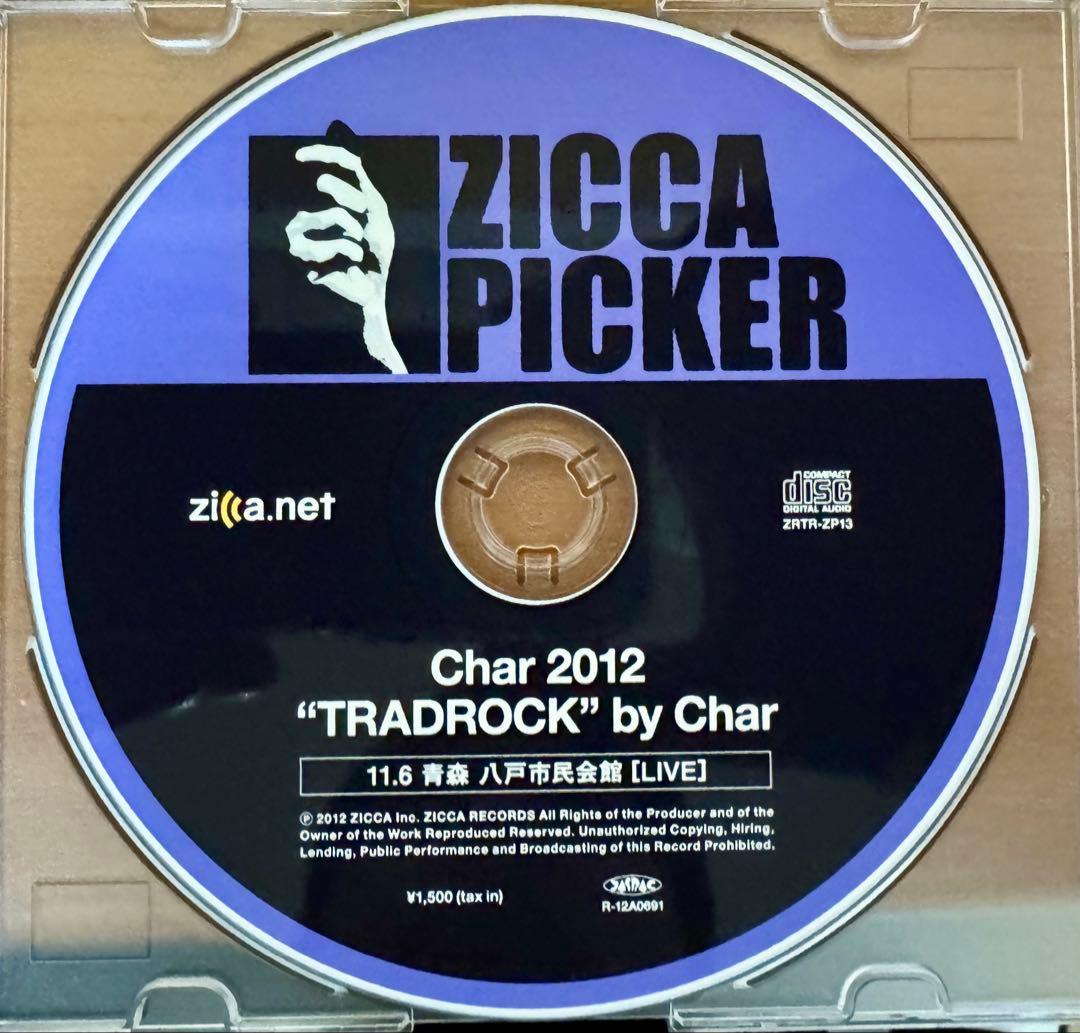 ZICCA
PICKER
zicca.net
COMPACT
disc
DIGITAL AUDIO
ZRTR-ZP13
Char 2012
“TRADROCK” by Char
11.6 青森 八戸市民会館 [LIVE]
℗ 2012 ZICCA Inc. ZICCA RECORDS All Rights of the Producer and of the
Owner of the Work Reproduced Reserved. Unauthorized Copying, Hiring,
Lending, Public Performance and Broadcasting of this Record Prohibited.
¥1,500 (tax in)
JASRAC
R-12A0691